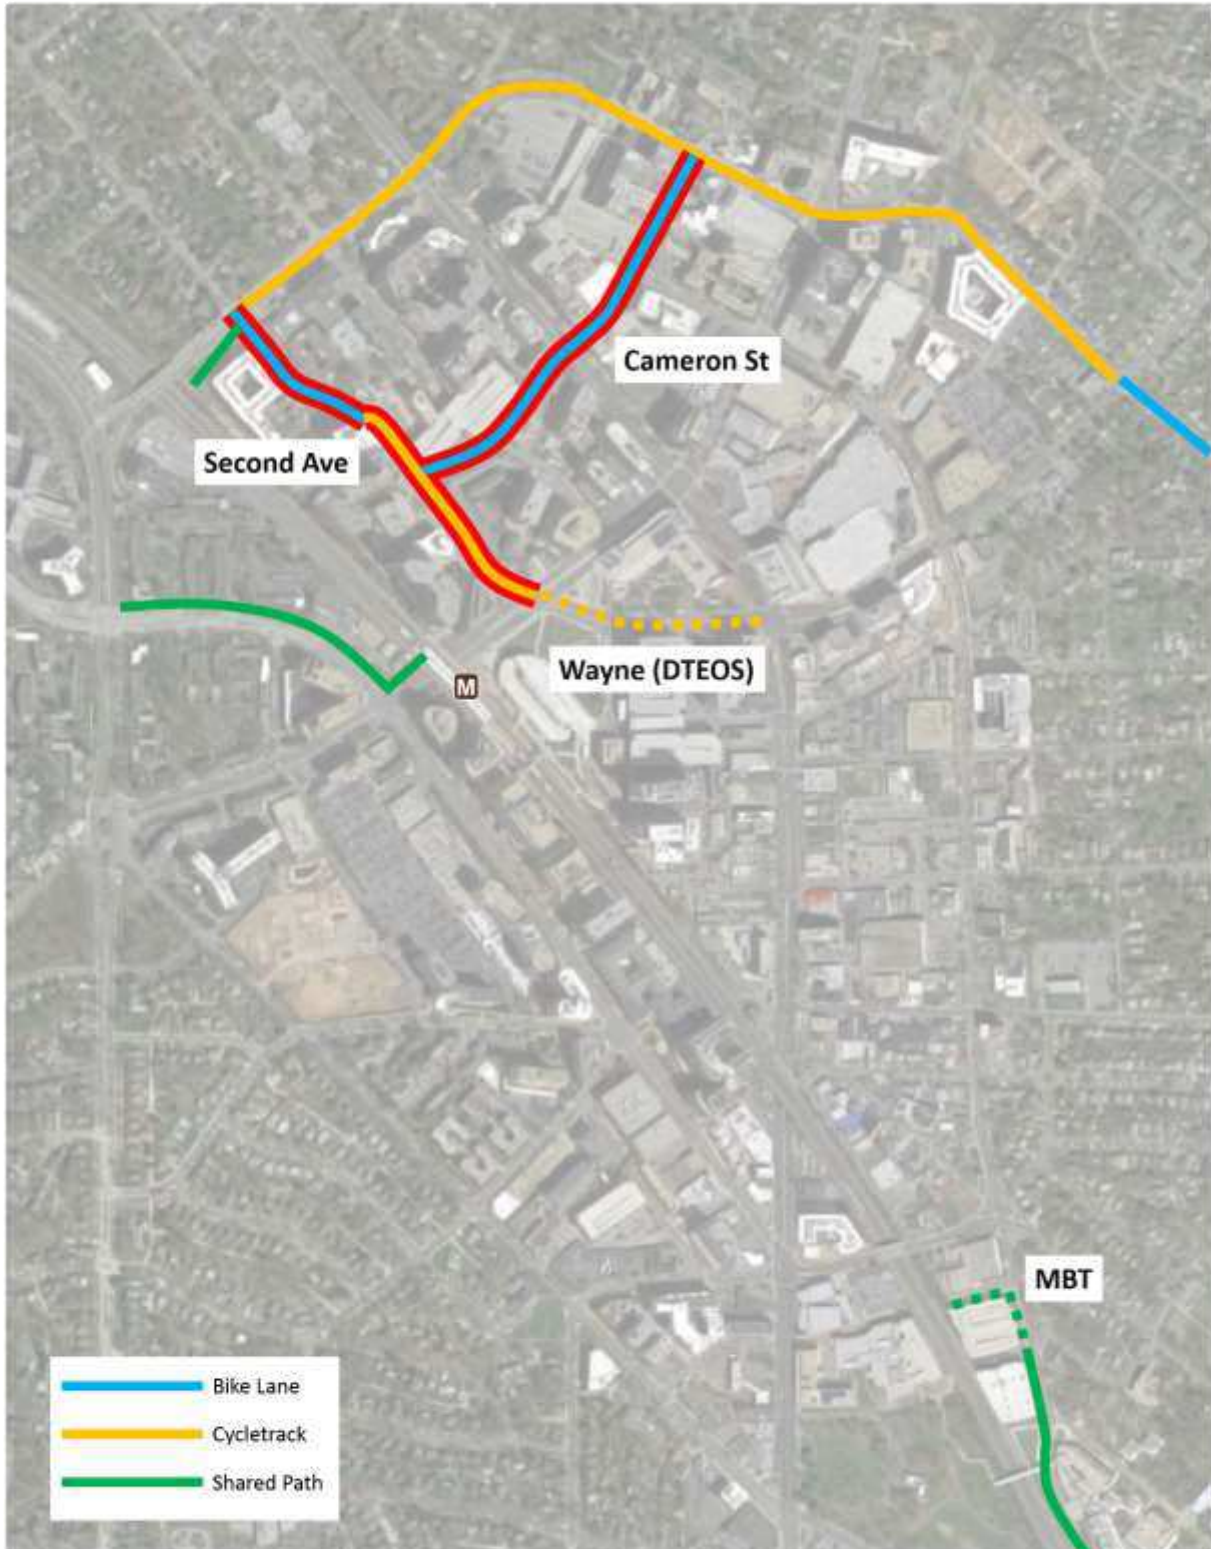 Cameron St
Second Ave
Wayne (DTEOS)
M
MBT
Bike Lane
Cycletrack
Shared Path